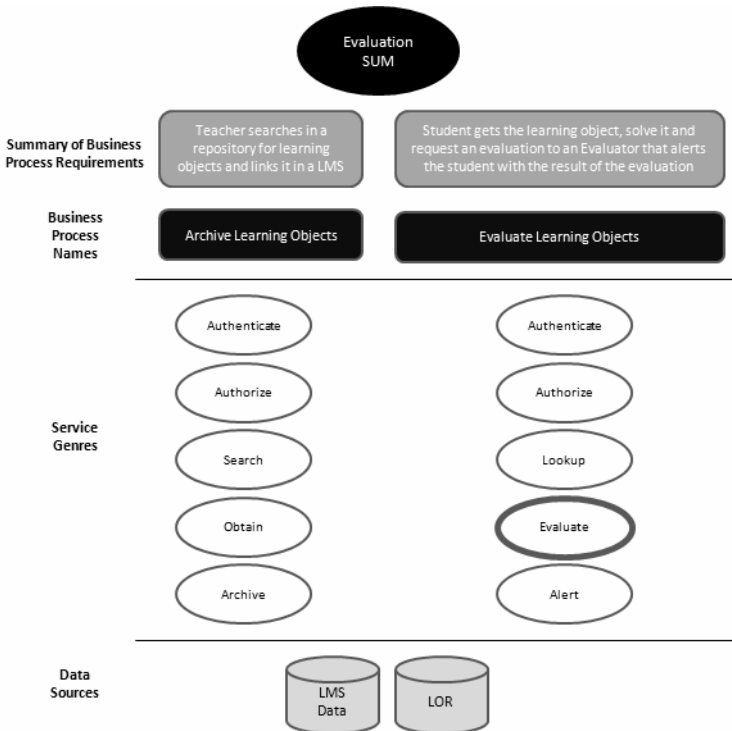 Evaluation
SUM
Summary of Business
Process Requirements
Teacher searches in a
repository for learning
objects and links it in a LMS
Student gets the learning object, solve it and
request an evaluation to an Evaluator that alerts
the student with the result of the evaluation
Business
Process
Names
Archive Learning Objects
Evaluate Learning Objects
Service
Genres
Authenticate
Authorize
Search
Obtain
Archive
Authenticate
Authorize
Lookup
Evaluate
Alert
Data
Sources
LMS
Data
LOR